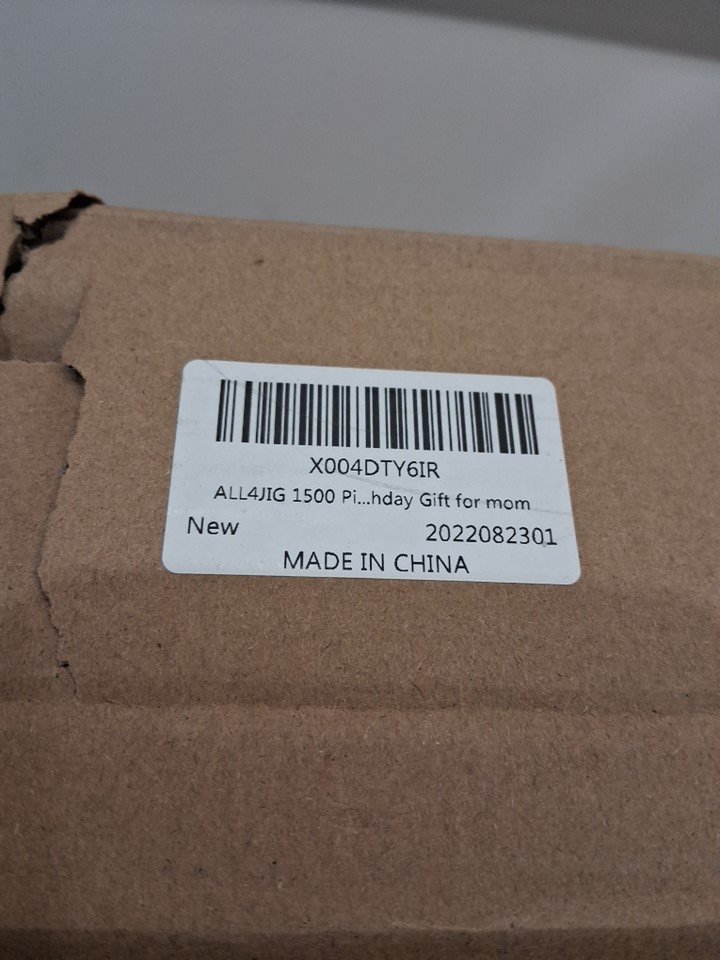 X004DTY6IR
ALL4JIG 1500 Pi...hday Gift for mom
New 2022082301
MADE IN CHINA